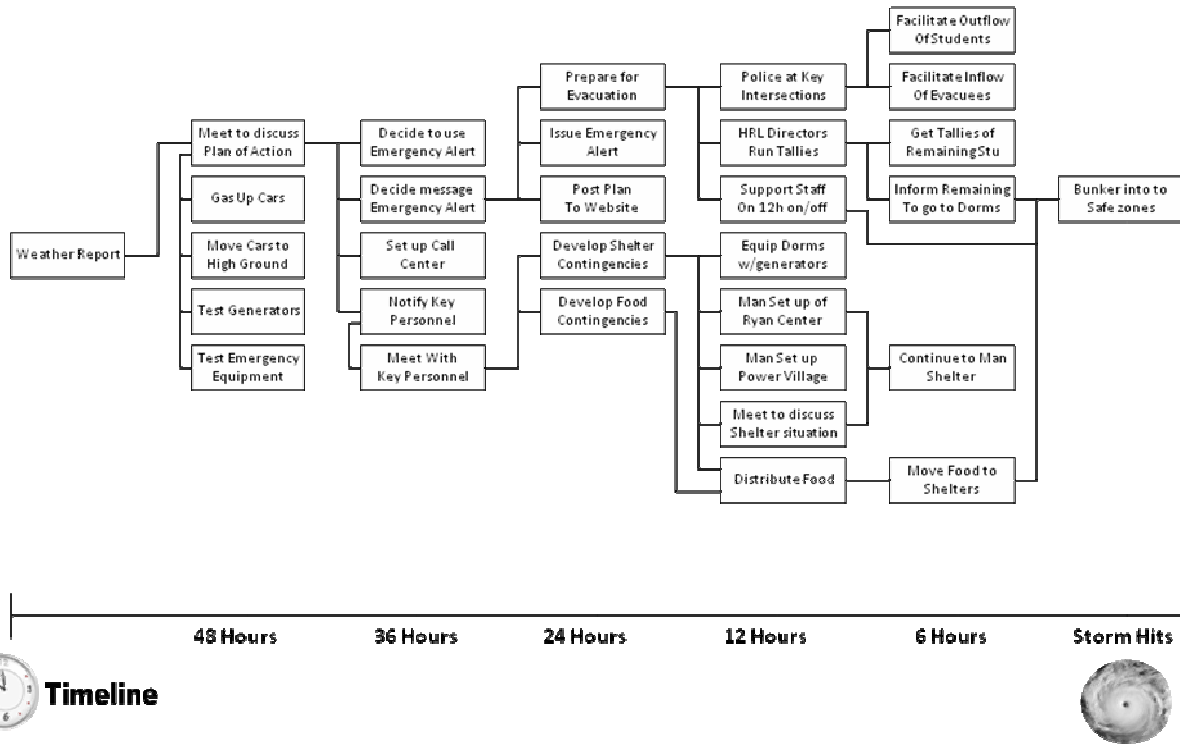 Weather Report
Meet to discuss
Plan of Action
Gas Up Cars
Move Cars to
High Ground
Test Generators
Test Emergency
Equipment
Decide to use
Emergency Alert
Decide message
Emergency Alert
Set up Call
Center
Notify Key
Personnel
Meet With
Key Personnel
Prepare for
Evacuation
Issue Emergency
Alert
Post Plan
To Website
Develop Shelter
Contingencies
Develop Food
Contingencies
Police at Key
Intersections
HRL Directors
Run Tallies
Support Staff
On 12h on/off
Equip Dorms
w/generators
Man Set up of
Ryan Center
Man Set up
Power Village
Meet to discuss
Shelter situation
Distribute Food
Facilitate Outflow
Of Students
Facilitate Inflow
Of Evacuees
Get Tallies of
Remaining Stu
Inform Remaining
To go to Dorms
Continue to Man
Shelter
Move Food to
Shelters
Bunker into to
Safe zones
48 Hours
36 Hours
24 Hours
12 Hours
6 Hours
Storm Hits
Timeline